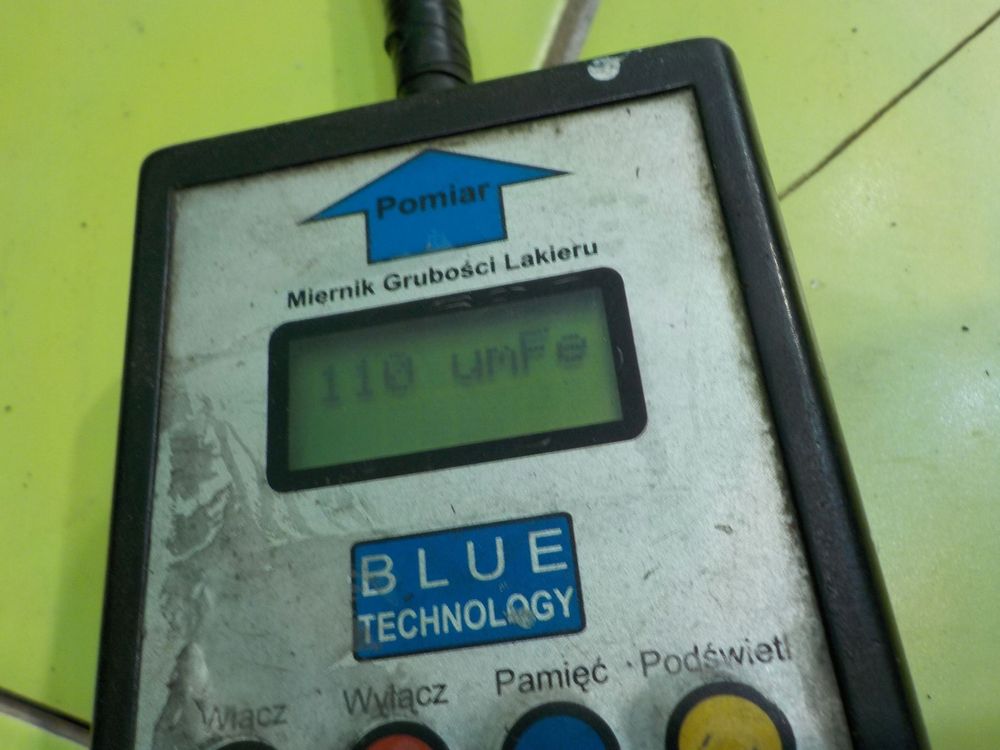 Pomiar
Miernik Grubości Lakieru
110 umFe
BLUE
TECHNOLOGY
Włącz Wyłącz Pamięć Podświetl